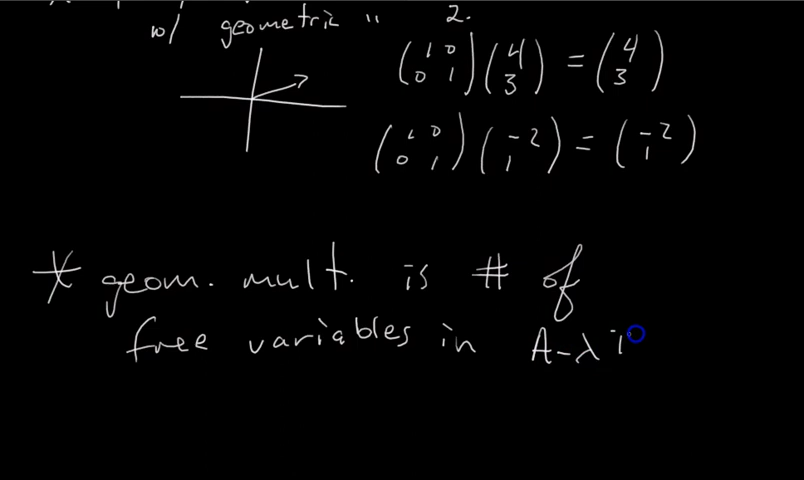 w/ geometric " 2.
(1 0 0 1)(4 3) = (4 3)
(1 0 0 1)(-2 1) = (-2 1)
* geom. mult. is # of
free variables in A-λI